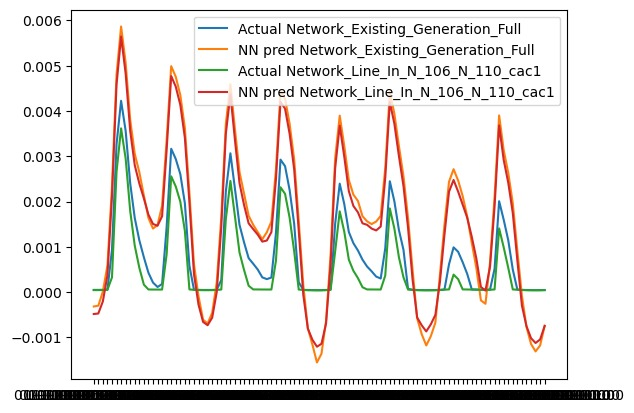 0.006
0.005
0.004
0.003
0.002
0.001
0.000
−0.001
Actual Network_Existing_Generation_Full
NN pred Network_Existing_Generation_Full
Actual Network_Line_In_N_106_N_110_cac1
NN pred Network_Line_In_N_106_N_110_cac1